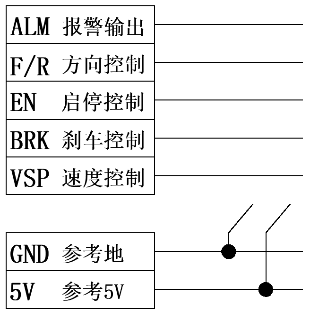 ALM 报警输出
F/R 方向控制
EN 启停控制
BRK 刹车控制
VSP 速度控制
GND 参考地
5V 参考5V